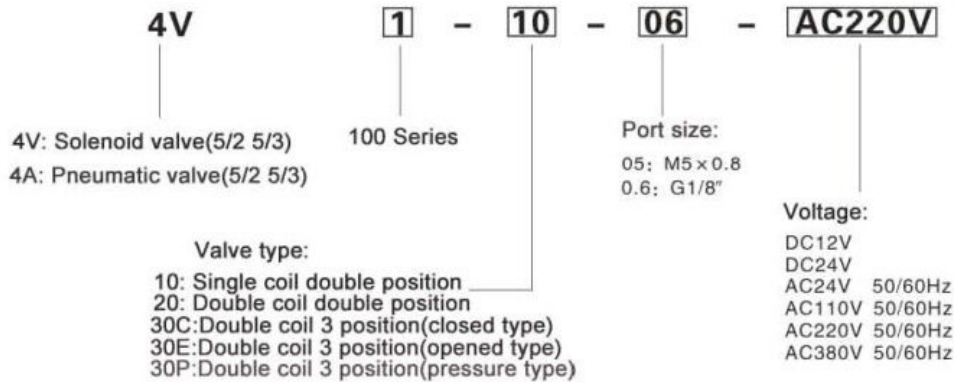 4V 1 - 10 - 06 - AC220V
4V: Solenoid valve(5/2 5/3)
4A: Pneumatic valve(5/2 5/3)
100 Series
Port size:
05: M5×0.8
0.6: G1/8"
Valve type:
10: Single coil double position
20: Double coil double position
30C:Double coil 3 position(closed type)
30E:Double coil 3 position(opened type)
30P:Double coil 3 position(pressure type)
Voltage:
DC12V
DC24V
AC24V 50/60Hz
AC110V 50/60Hz
AC220V 50/60Hz
AC380V 50/60Hz